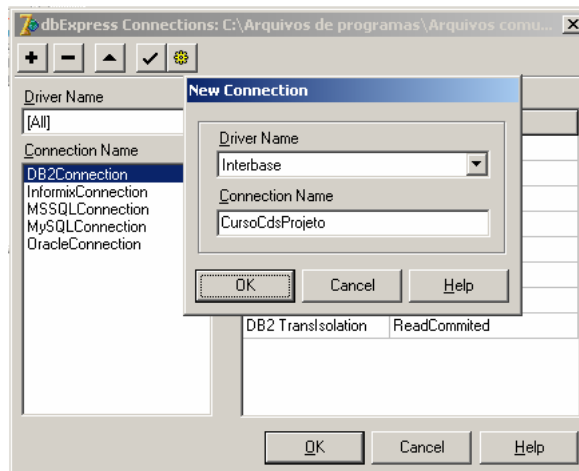 dbExpress Connections: C:\Arquivos de programas\Arquivos comu...
Driver Name
[All]
Connection Name
DB2Connection
InformixConnection
MSSQLConnection
MySQLConnection
OracleConnection
New Connection
Driver Name
Interbase
Connection Name
CursoCdsProjeto
OK Cancel Help
DB2 TransIsolation ReadCommited
OK Cancel Help